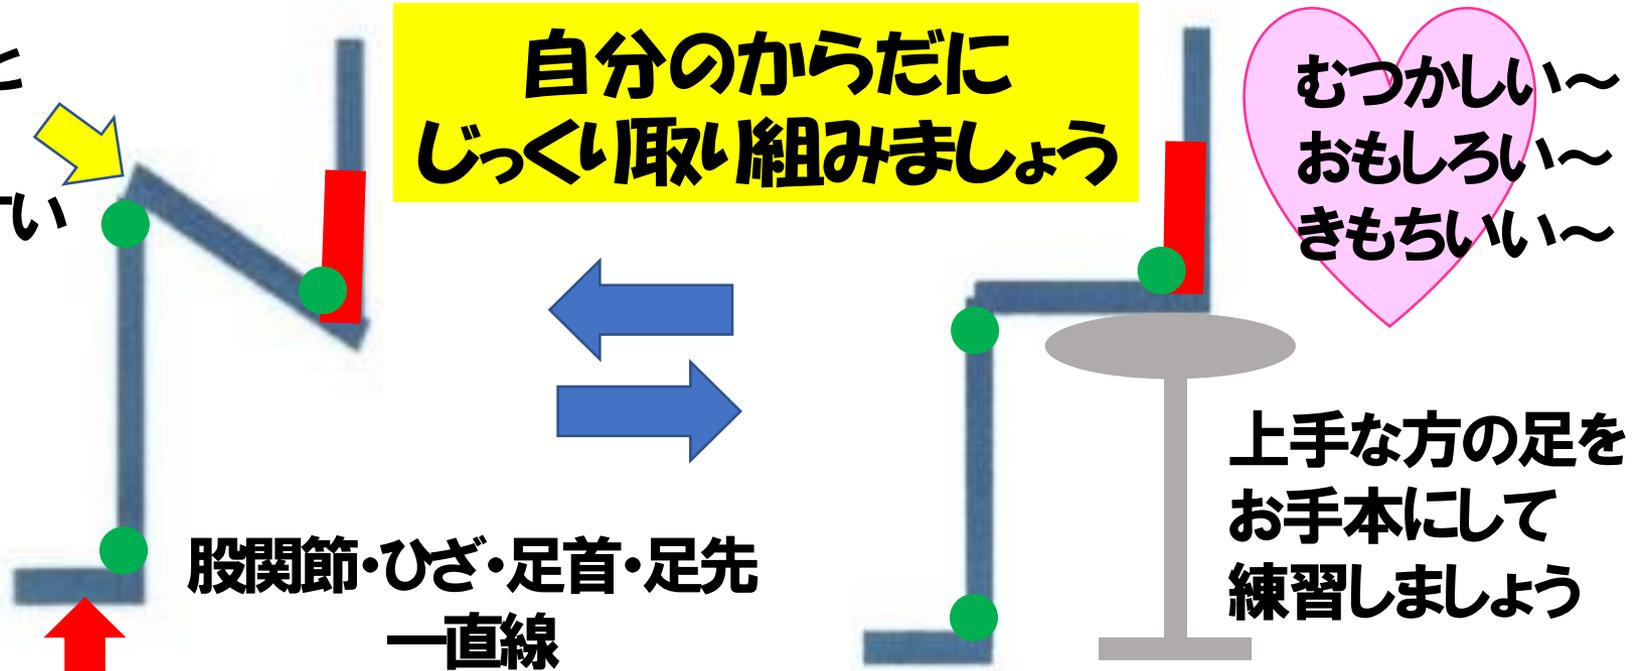 と
自分のからだに
じっくり取り組みましょう
むつかしい～
おもしろい～
きもちいい～
い
上手な方の足を
お手本にして
練習しましょう
股関節・ひざ・足首・足先
一直線